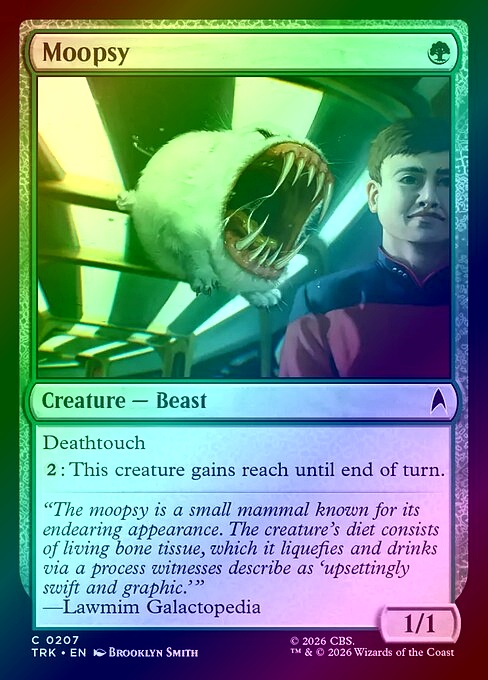 Moopsy
Creature — Beast
Deathtouch
2: This creature gains reach until end of turn.
“The moopsy is a small mammal known for its
endearing appearance. The creature’s diet consists
of living bone tissue, which it liquefies and drinks
via a process witnesses describe as ‘upsettingly
swift and graphic.’”
—Lawmim Galactopedia
1/1
C 0207
TRK • EN Brooklyn Smith
© 2026 CBS.
™ & © 2026 Wizards of the Coast